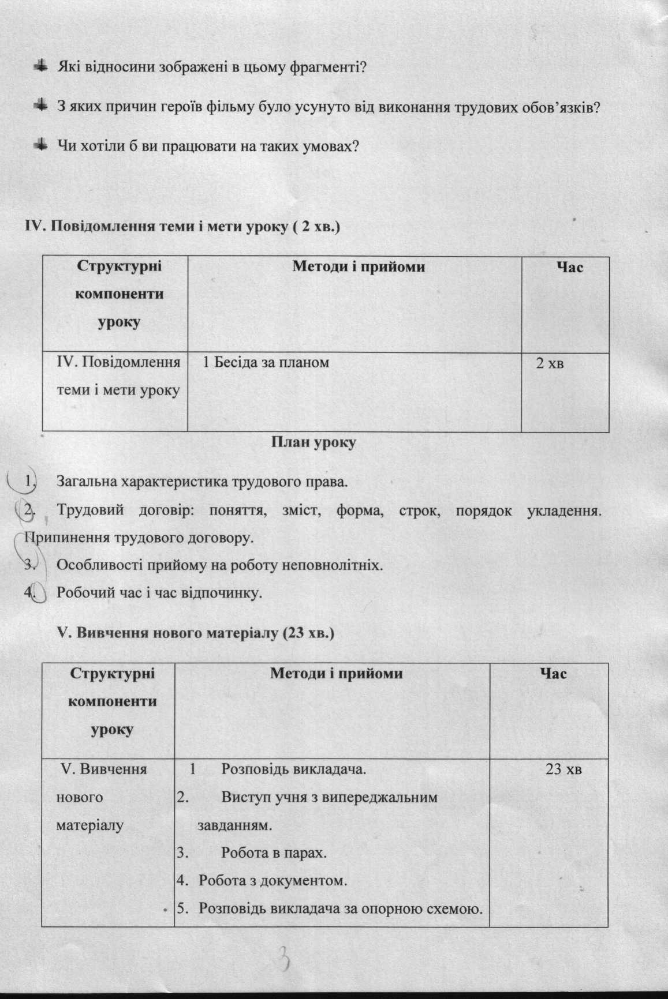 Які відносини зображені в цьому фрагменті?
З яких причин героїв фільму було усунуто від виконання трудових обов’язків?
Чи хотіли б ви працювати на таких умовах?
IV. Повідомлення теми і мети уроку ( 2 хв.)
Структурні
компоненти
уроку
Методи і прийоми
Час
IV. Повідомлення
теми і мети уроку
1 Бесіда за планом
2 хв
План уроку
1. Загальна характеристика трудового права.
2. Трудовий договір: поняття, зміст, форма, строк, порядок укладення.
Припинення трудового договору.
3. Особливості прийому на роботу неповнолітніх.
4. Робочий час і час відпочинку.
V. Вивчення нового матеріалу (23 хв.)
Структурні
компоненти
уроку
Методи і прийоми
Час
V. Вивчення
нового
матеріалу
1 Розповідь викладача.
2. Виступ учня з випереджальним
завданням.
3. Робота в парах.
4. Робота з документом.
5. Розповідь викладача за опорною схемою.
23 хв
3